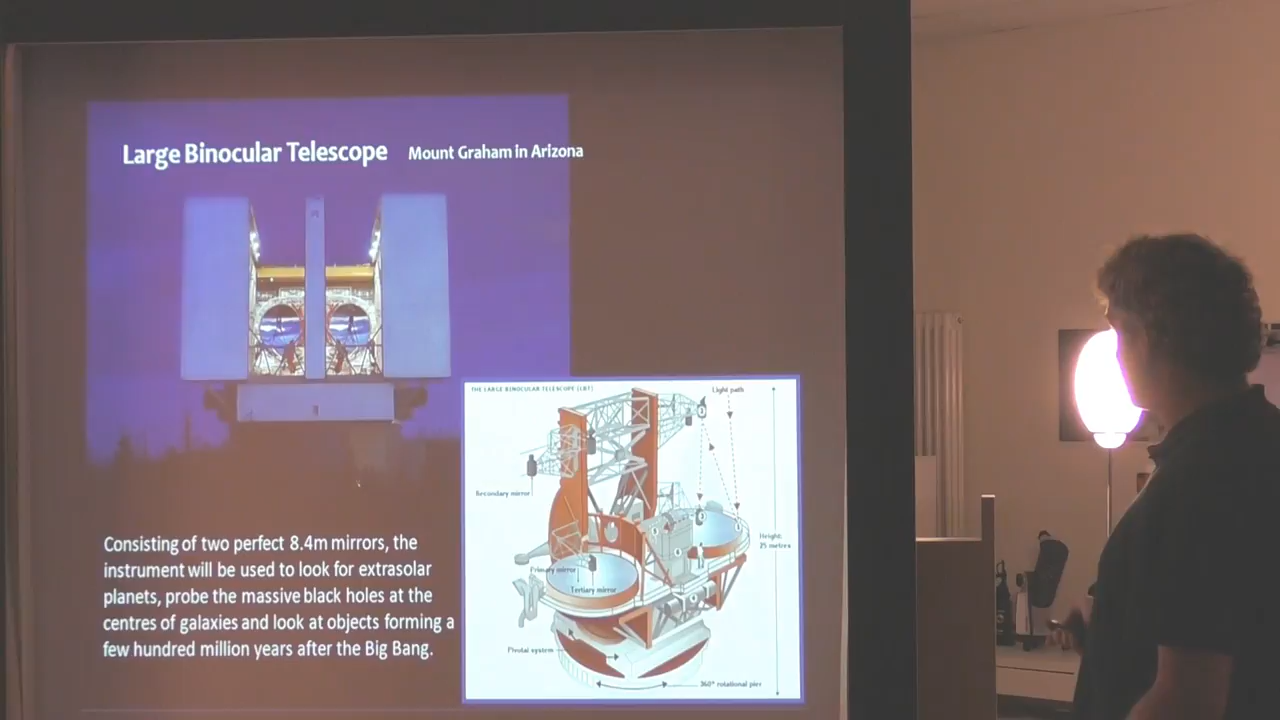 Large Binocular Telescope Mount Graham in Arizona
THE LARGE BINOCULAR TELESCOPE (LBT)
Light path
Secondary mirror
Height:
25 metres
Primary mirror
Tertiary mirror
Pivotal system
360° rotational pier
Consisting of two perfect 8.4m mirrors, the
instrument will be used to look for extrasolar
planets, probe the massive black holes at the
centres of galaxies and look at objects forming a
few hundred million years after the Big Bang.